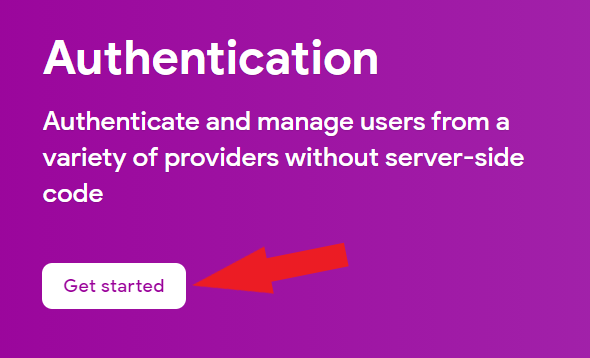 Authentication
Authenticate and manage users from a
variety of providers without server-side
code
Get started